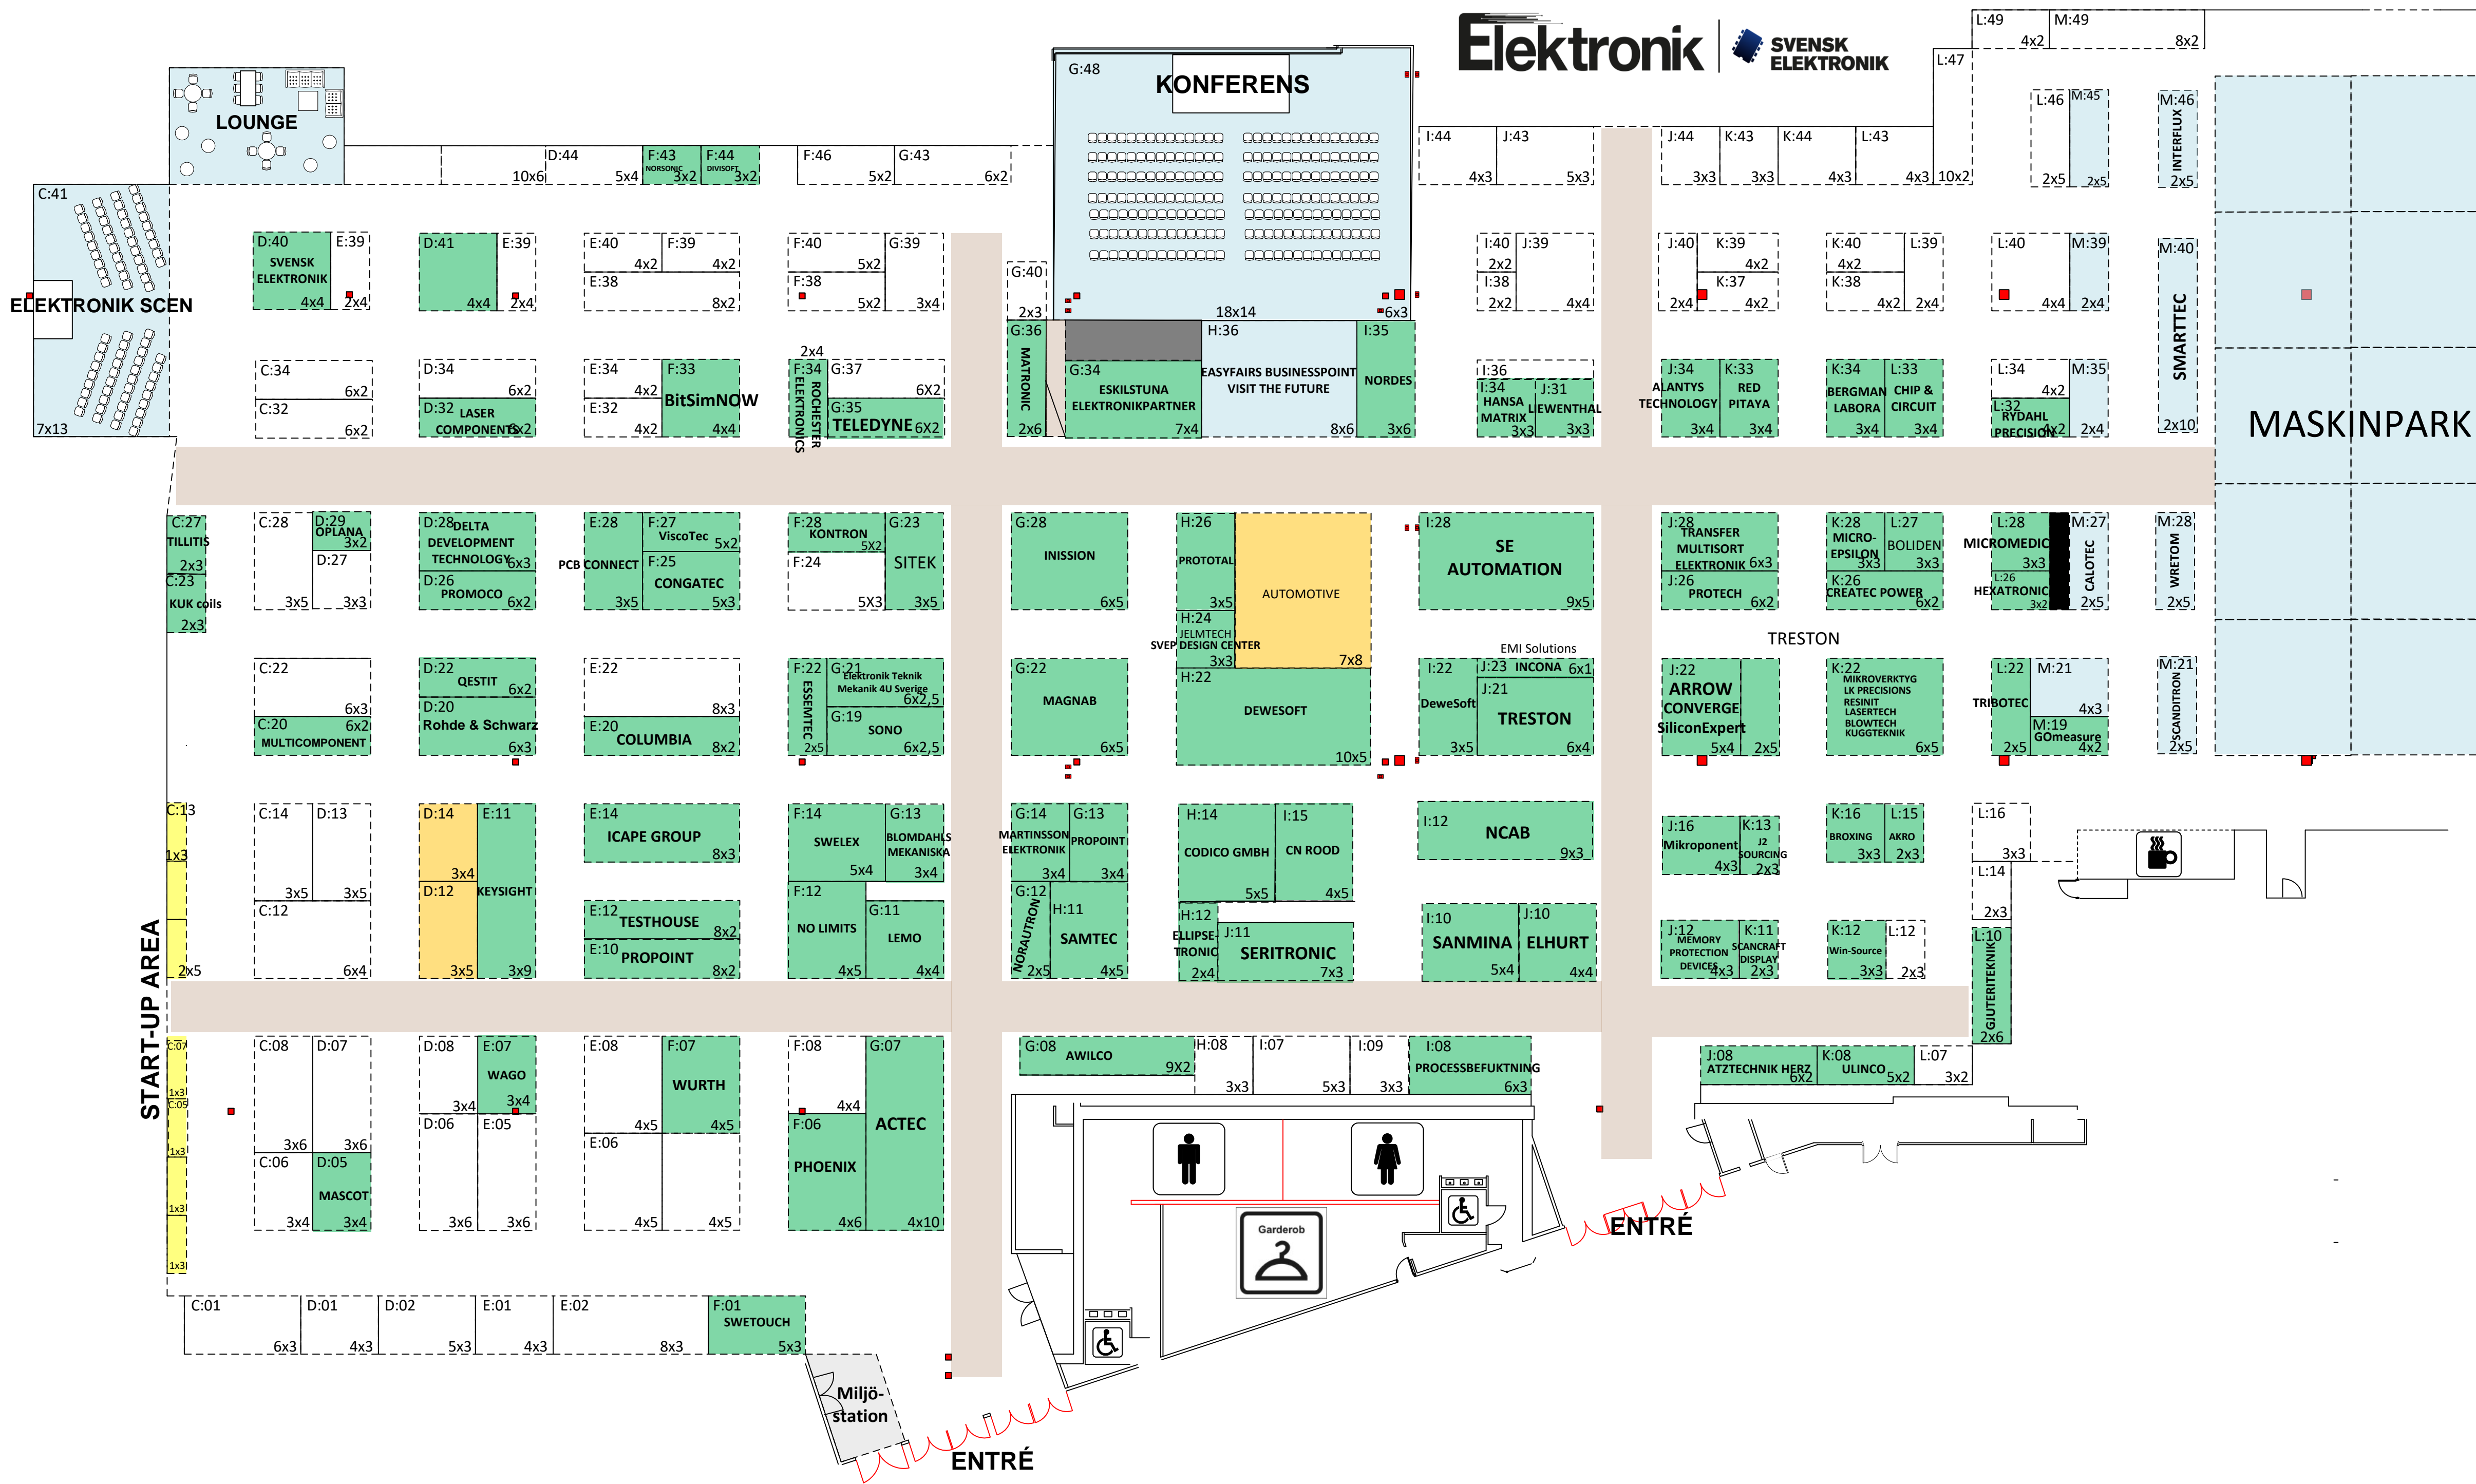 Elektronik
SVENSK
ELEKTRONIK
L:49
4x2
M:49
8x2
L:47
10x2
G:48
KONFERENS
18x14
6x3
LOUNGE
C:41
ELEKTRONIK SCEN
7x13
10x6
D:44
5x4
F:43
NORSONIC
3x2
F:44
DIVISOFT
3x2
F:46
5x2
G:43
6x2
I:44
4x3
J:43
5x3
J:44
3x3
K:43
3x3
K:44
4x3
L:43
4x3
L:46
2x5
M:45
2x5
M:46
INTERFLUX
2x5
D:40
SVENSK
ELEKTRONIK
4x4
E:39
2x4
D:41
4x4
E:39
2x4
E:40
4x2
F:39
4x2
E:38
8x2
F:40
5x2
F:38
5x2
G:39
3x4
G:40
2x3
I:40
2x2
I:38
2x2
J:39
4x4
J:40
2x4
K:39
4x2
K:37
4x2
K:40
4x2
K:38
4x2
L:39
2x4
L:40
4x4
M:39
2x4
M:40
SMARTTEC
2x10
MASKINPARK
C:34
6x2
C:32
6x2
D:34
6x2
D:32
LASER
COMPONENTS
6x2
E:34
4x2
E:32
4x2
F:33
BitSimNOW
4x4
2x4
F:34
ROCHESTER
ELEKTRONICS
G:37
6X2
G:35
TELEDYNE
6X2
G:36
MATRONIC
2x6
G:34
ESKILSTUNA
ELEKTRONIKPARTNER
7x4
H:36
EASYFAIRS BUSINESSPOINT
VISIT THE FUTURE
8x6
I:35
NORDES
3x6
I:36
I:34
HANSA
MATRIX
3x3
J:31
LIEWENTHAL
3x3
J:34
ALANTYS
TECHNOLOGY
3x4
K:33
RED
PITAYA
3x4
K:34
BERGMAN
LABORA
3x4
L:33
CHIP &
CIRCUIT
3x4
L:34
4x2
L:32
RYDAHL
PRECISION
4x2
M:35
2x4
C:27
TILLITIS
2x3
C:23
KUK coils
2x3
C:28
3x5
D:29
OPLANA
3x2
D:27
3x3
D:28
DELTA
DEVELOPMENT
TECHNOLOGY
6x3
D:26
PROMOCO
6x2
E:28
PCB CONNECT
3x5
F:27
ViscoTec
5x2
F:25
CONGATEC
5x3
F:28
KONTRON
5X2
F:24
5X3
G:23
SITEK
3x5
G:28
INISSION
6x5
H:26
PROTOTAL
3x5
H:24
JELMTECH
SVEP DESIGN CENTER
3x3
AUTOMOTIVE
7x8
I:28
SE
AUTOMATION
9x5
J:28
TRANSFER
MULTISORT
ELEKTRONIK
6x3
J:26
PROTECH
6x2
K:28
MICRO-
EPSILON
3x3
L:27
BOLIDEN
3x3
K:26
CREATEC POWER
6x2
L:28
MICROMEDIC
3x3
L:26
HEXATRONIC
3x2
M:27
CALOTEC
2x5
M:28
WRETOM
2x5
C:22
6x3
C:20
6x2
MULTICOMPONENT
D:22
QESTIT
6x2
D:20
Rohde & Schwarz
6x3
E:22
8x3
E:20
COLUMBIA
8x2
F:22
ESSEMTEC
2x5
G:21
Elektronik Teknik
Mekanik 4U Sverige
6x2,5
G:19
SONO
6x2,5
G:22
MAGNAB
6x5
H:22
DEWESOFT
10x5
EMI Solutions
I:22
DeweSoft
3x5
J:23
INCONA
6x1
J:21
TRESTON
6x4
TRESTON
J:22
ARROW
CONVERGE
SiliconExpert
5x4
2x5
K:22
MIKROVERKTYG
LK PRECISIONS
RESINIT
LASERTECH
BLOWTECH
KUGGTEKNIK
6x5
L:22
TRIBOTEC
2x5
M:21
4x3
M:19
GOmeasure
4x2
M:21
SCANDITRON
2x5
C:13
1x3
2x5
START-UP AREA
C:14
3x5
D:13
3x5
C:12
6x4
D:14
3x4
D:12
3x5
E:11
KEYSIGHT
3x9
E:14
ICAPE GROUP
8x3
E:12
TESTHOUSE
8x2
E:10
PROPOINT
8x2
F:14
SWELEX
5x4
G:13
BLOMDAHLS
MEKANISKA
3x4
F:12
NO LIMITS
4x5
G:11
LEMO
4x4
G:14
MARTINSSON
ELEKTRONIK
3x4
G:13
PROPOINT
3x4
G:12
NORAUTRON
2x5
H:11
SAMTEC
4x5
H:14
CODICO GMBH
5x5
I:15
CN ROOD
4x5
H:12
ELLIPSE-
TRONIC
2x4
J:11
SERITRONIC
7x3
I:12
NCAB
9x3
I:10
SANMINA
5x4
J:10
ELHURT
4x4
J:16
Mikroponent
4x3
K:13
J2
SOURCING
2x3
K:16
BROXING
3x3
L:15
AKRO
2x3
L:16
3x3
L:14
2x3
J:12
MEMORY
PROTECTION
DEVICES
4x3
K:11
SCANCRAFT
DISPLAY
2x3
K:12
Win-Source
3x3
L:12
2x3
L:10
GJUTERITEKNIK
2x6
C:07
1x3
C:05
1x3
1x3
1x3
C:08
3x6
D:07
3x6
C:06
3x4
D:05
MASCOT
3x4
D:08
3x4
E:07
WAGO
3x4
D:06
3x6
E:05
3x6
E:08
4x5
F:07
WURTH
4x5
E:06
4x5
4x5
F:08
4x4
F:06
PHOENIX
4x6
G:07
ACTEC
4x10
G:08
AWILCO
9X2
H:08
3x3
I:07
5x3
I:09
3x3
I:08
PROCESSBEFUKTNING
6x3
J:08
ATZTECHNIK HERZ
6x2
K:08
ULINCO
5x2
L:07
3x2
Garderob
ENTRÉ
C:01
6x3
D:01
4x3
D:02
5x3
E:01
4x3
E:02
8x3
F:01
SWETOUCH
5x3
Miljö-
station
ENTRÉ